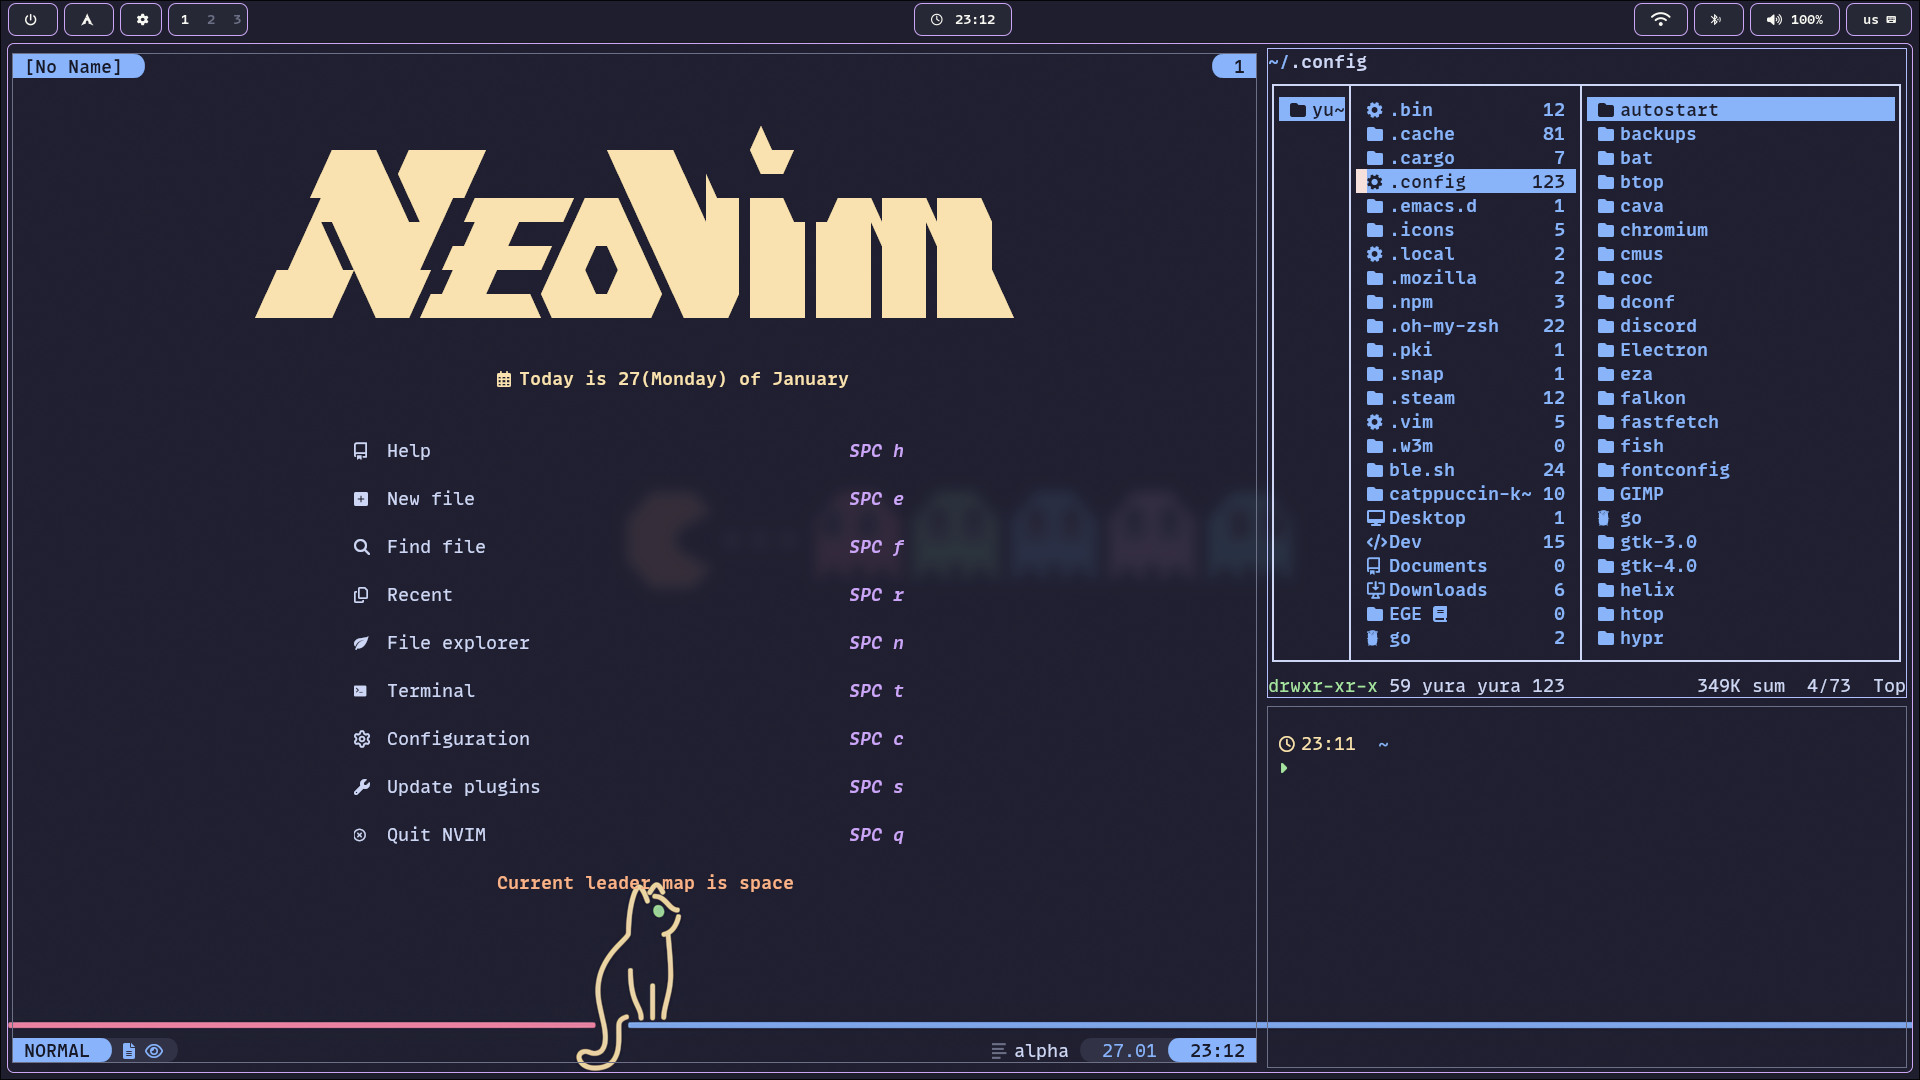 1 2 3
23:12
100%
us
[No Name]
1
NEOVIM
Today is 27(Monday) of January
Help SPC h
New file SPC e
Find file SPC f
Recent SPC r
File explorer SPC n
Terminal SPC t
Configuration SPC c
Update plugins SPC s
Quit NVIM SPC q
Current leader map is space
NORMAL
alpha 27.01 23:12
~/.config
yu~
.bin 12
.cache 81
.cargo 7
.config 123
.emacs.d 1
.icons 5
.local 2
.mozilla 2
.npm 3
.oh-my-zsh 22
.pki 1
.snap 1
.steam 12
.vim 5
.w3m 0
ble.sh 24
catppuccin-k~ 10
Desktop 1
Dev 15
Documents 0
Downloads 6
EGE 0
go 2
autostart
backups
bat
btop
cava
chromium
cmus
coc
dconf
discord
Electron
eza
falkon
fastfetch
fish
fontconfig
GIMP
go
gtk-3.0
gtk-4.0
helix
htop
hypr
drwxr-xr-x 59 yura yura 123 349K sum 4/73 Top
23:11 ~